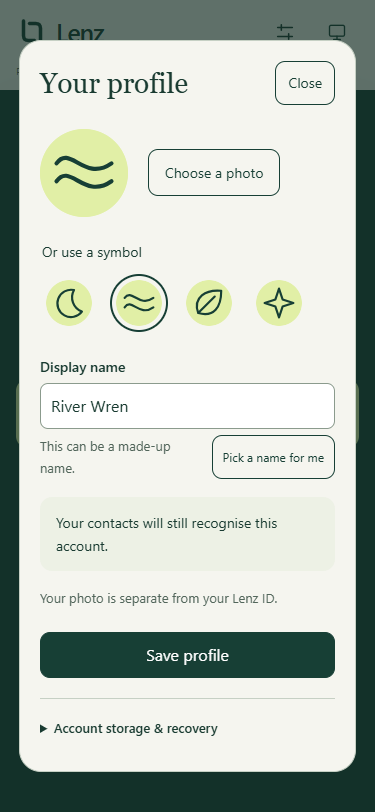 Lenz
Your profile
Close
Choose a photo
Or use a symbol
Display name
River Wren
This can be a made-up
name.
Pick a name for me
Your contacts will still recognise this
account.
Your photo is separate from your Lenz ID.
Save profile
Account storage & recovery